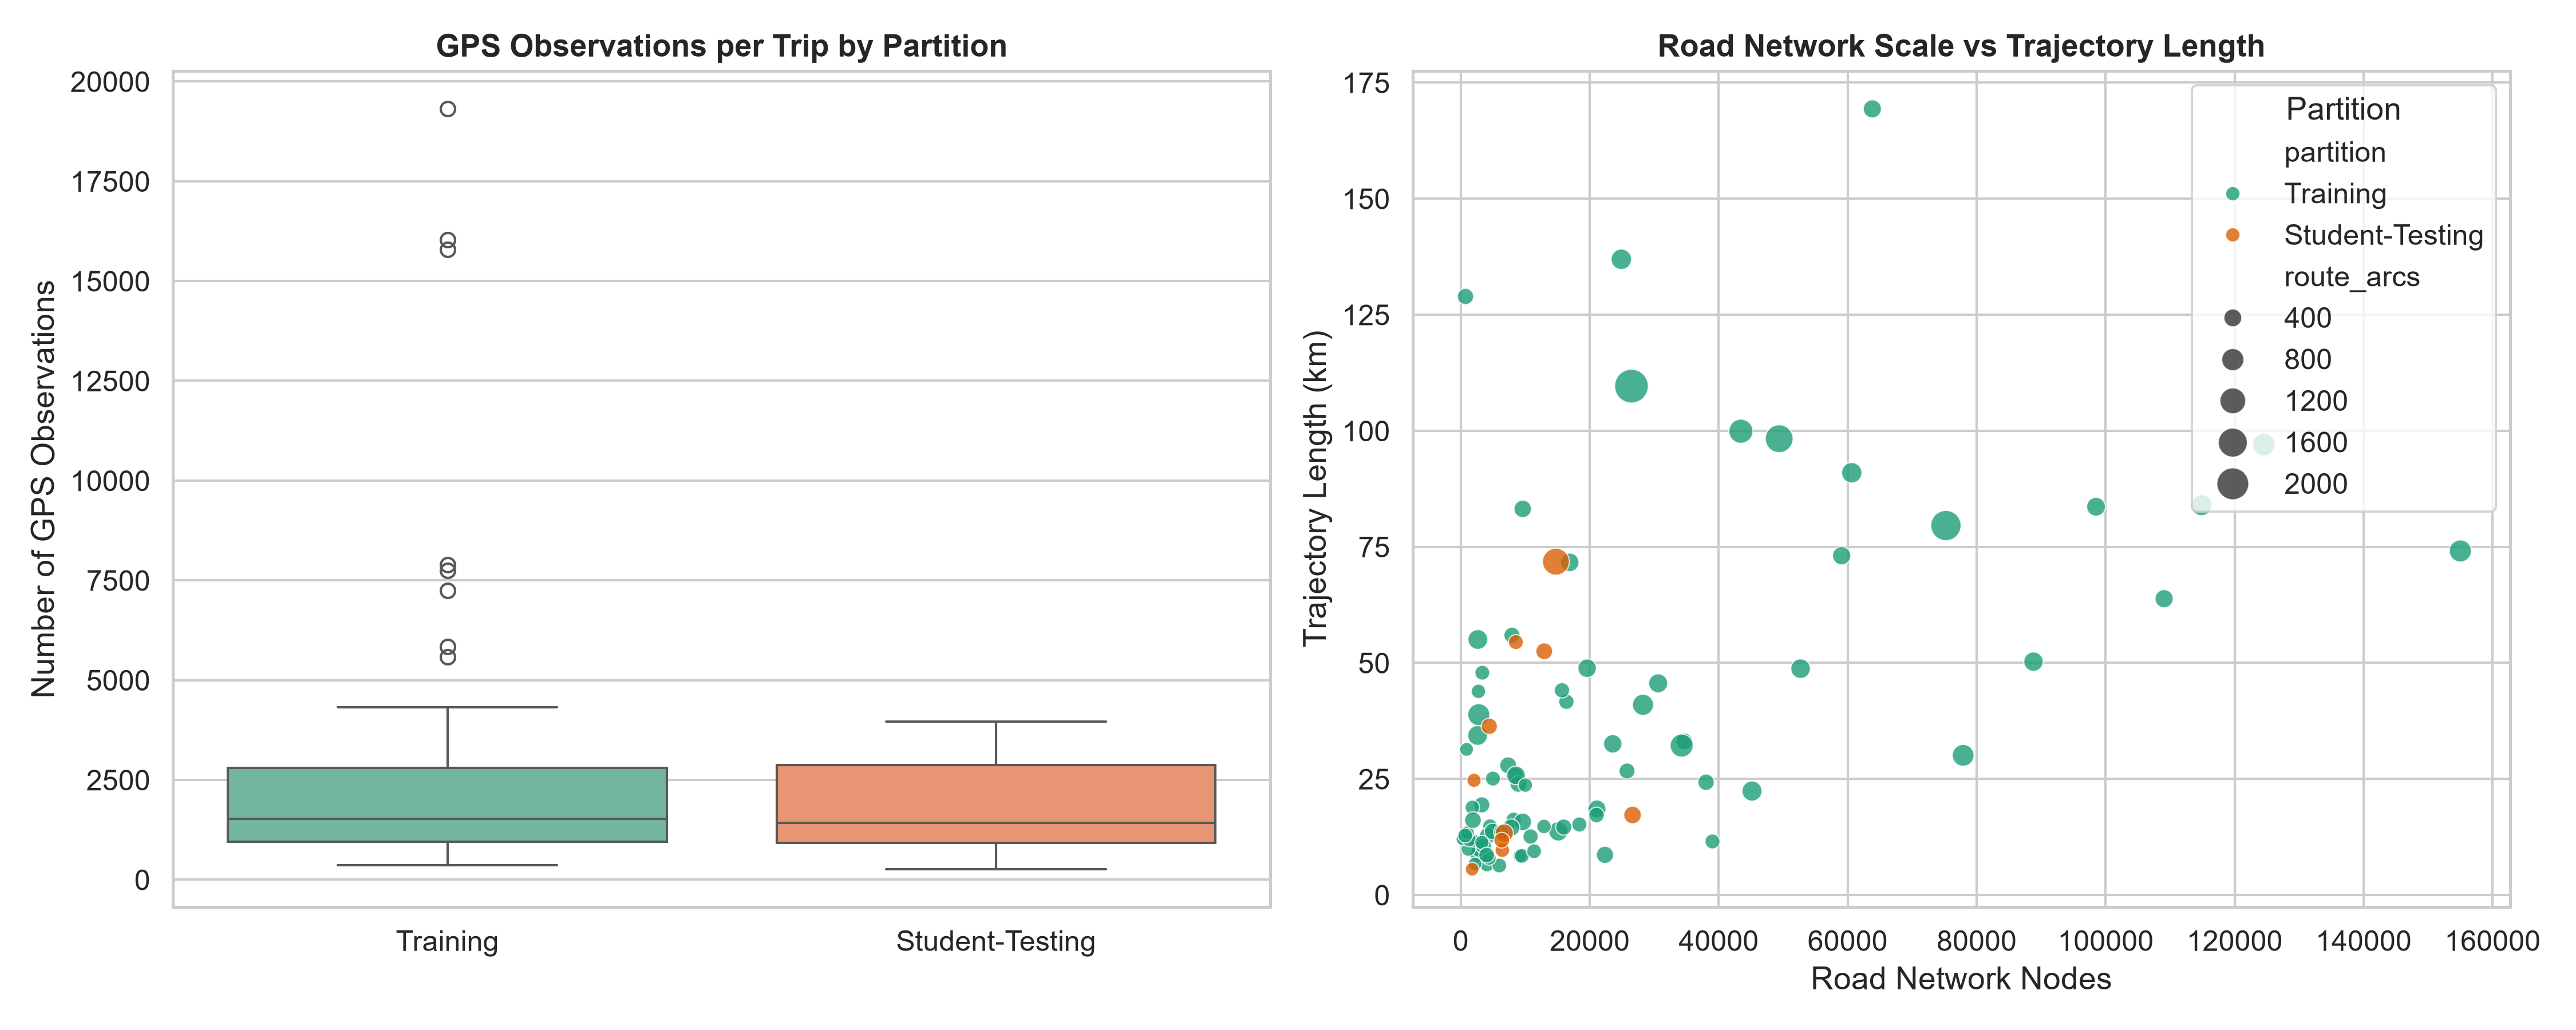 GPS Observations per Trip by Partition
Number of GPS Observations
20000
17500
15000
12500
10000
7500
5000
2500
0
Training
Student-Testing
Road Network Scale vs Trajectory Length
Trajectory Length (km)
175
150
125
100
75
50
25
0
0
20000
40000
60000
80000
100000
120000
140000
160000
Road Network Nodes
Partition
partition
Training
Student-Testing
route_arcs
400
800
1200
1600
2000